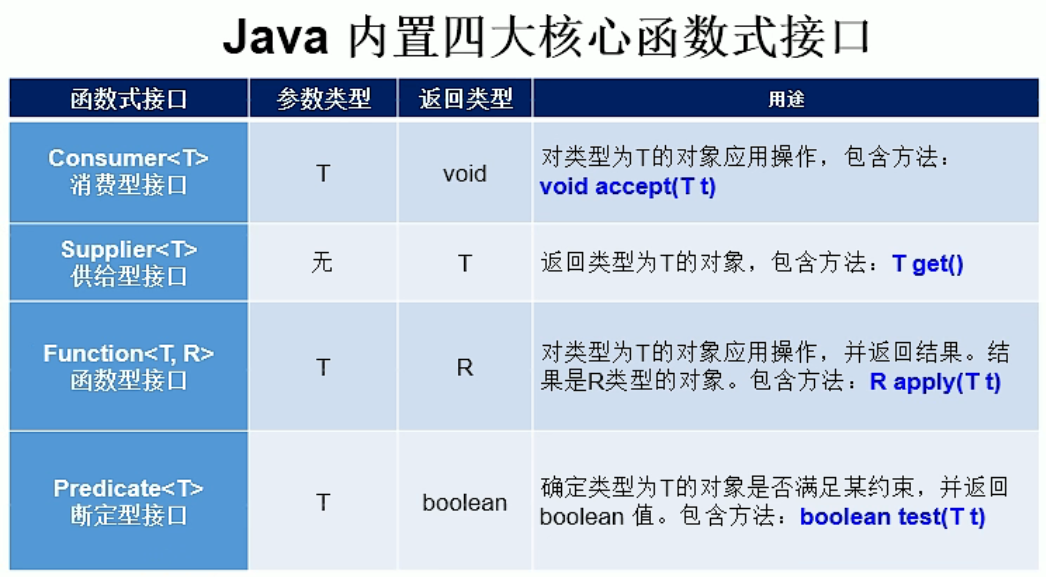 Java 内置四大核心函数式接口
函数式接口 参数类型 返回类型 用途
Consumer<T>
消费型接口
T
void
对类型为T的对象应用操作，包含方法：
void accept(T t)
Supplier<T>
供给型接口
无
T
返回类型为T的对象，包含方法：T get()
Function<T, R>
函数型接口
T
R
对类型为T的对象应用操作，并返回结果。结
果是R类型的对象。包含方法：R apply(T t)
Predicate<T>
断定型接口
T
boolean
确定类型为T的对象是否满足某约束，并返回
boolean 值。包含方法：boolean test(T t)